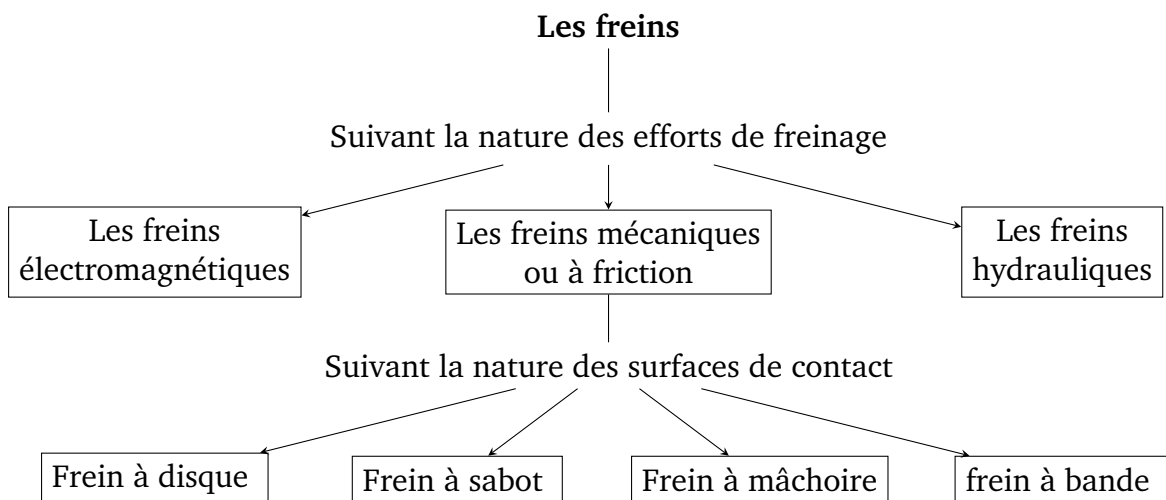 Les freins
Suivant la nature des efforts de freinage
Les freins
électromagnétiques
Les freins mécaniques
ou à friction
Les freins
hydrauliques
Suivant la nature des surfaces de contact
Frein à disque
Frein à sabot
Frein à mâchoire
frein à bande